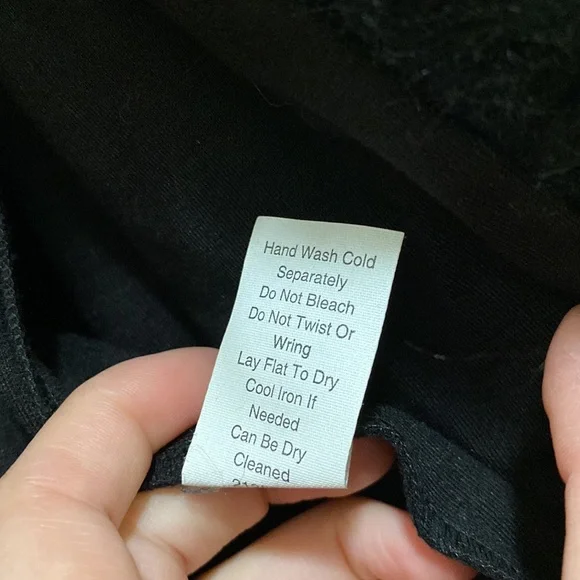 Hand Wash Cold
Separately
Do Not Bleach
Do Not Twist Or
Wring
Lay Flat To Dry
Cool Iron If
Needed
Can Be Dry
Cleaned